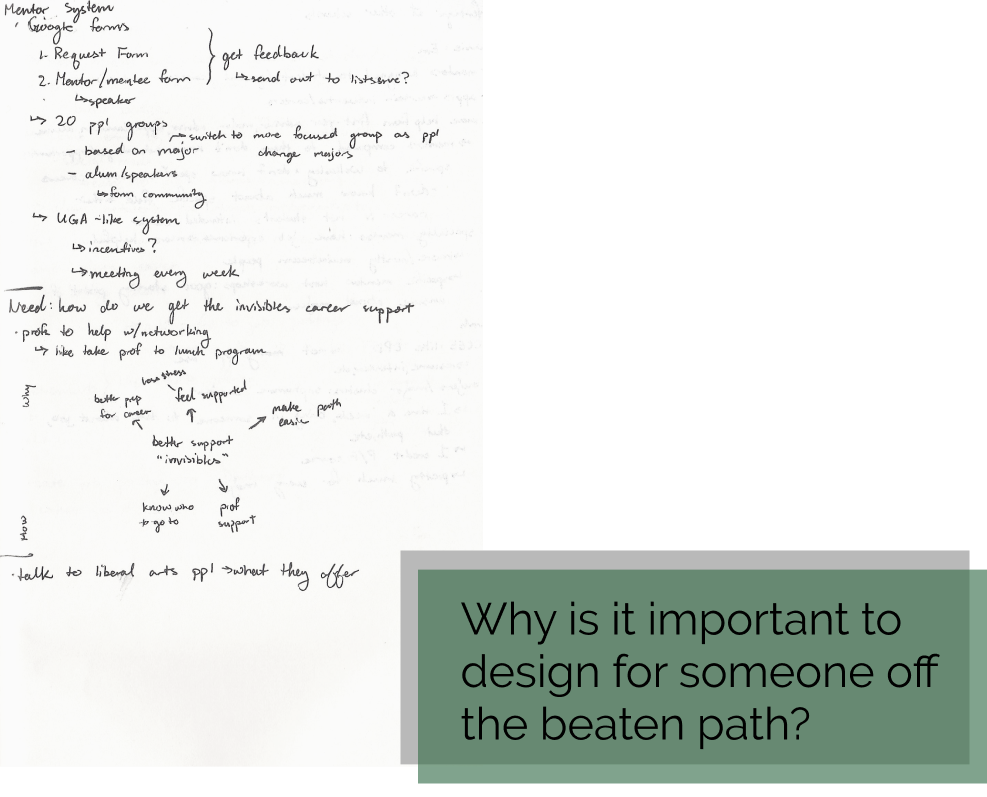 Mentor System
· Google forms
1. Request Form
2. Mentor/mentee form
↳ speaker
get feedback
↳ send out to listserve?
↳ 20 ppl groups
→ switch to more focused group as ppl change majors
- based on major
- alum/speakers
↳ form community
↳ UGA-like system
↳ incentives?
↳ meeting every week
Need: how do we get the invisibles career support
· profs to help w/networking
↳ like take prof to lunch program
Why
less stress
feel supported
better prep
for career
make path
easier
better support
"invisibles"
know who
to go to
prof
support
How
· talk to liberal arts ppl → what they offer
Why is it important to
design for someone off
the beaten path?